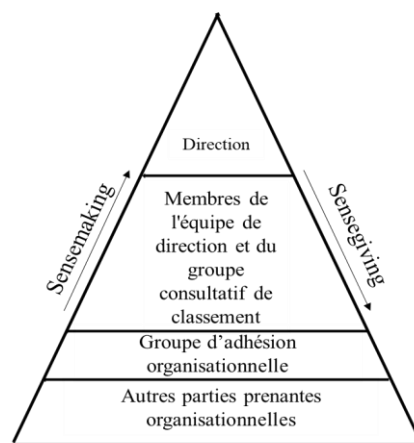 Direction
Sensemaking
Sensegiving
Membres de
l'équipe de
direction et du
groupe
consultatif de
classement
Groupe d'adhésion
organisationnelle
Autres parties prenantes
organisationnelles